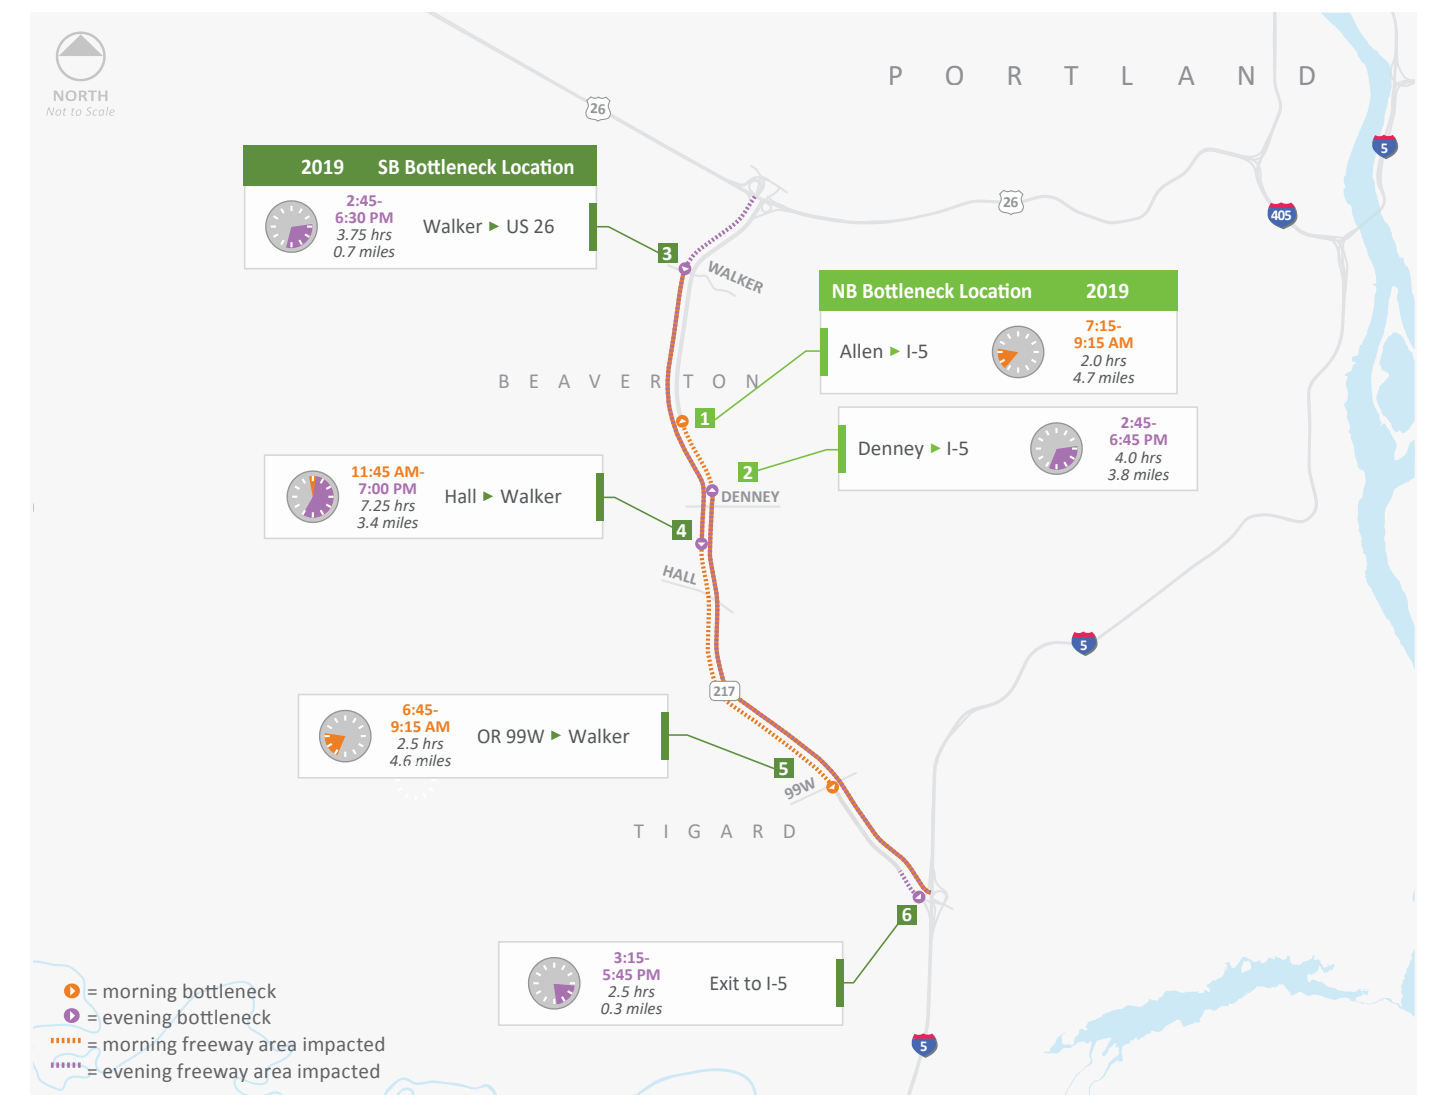 NORTH
Not to Scale
P O R T L A N D
26
5
26
405
2019 SB Bottleneck Location
2:45-
6:30 PM
3.75 hrs
0.7 miles
Walker ▶ US 26
3
WALKER
NB Bottleneck Location 2019
Allen ▶ I-5
7:15-
9:15 AM
2.0 hrs
4.7 miles
B E A V E R T O N
1
Denney ▶ I-5
2:45-
6:45 PM
4.0 hrs
3.8 miles
2
DENNEY
11:45 AM-
7:00 PM
7.25 hrs
3.4 miles
Hall ▶ Walker
4
HALL
5
217
6:45-
9:15 AM
2.5 hrs
4.6 miles
OR 99W ▶ Walker
5
99W
T I G A R D
6
3:15-
5:45 PM
2.5 hrs
0.3 miles
Exit to I-5
5
= morning bottleneck
= evening bottleneck
= morning freeway area impacted
= evening freeway area impacted